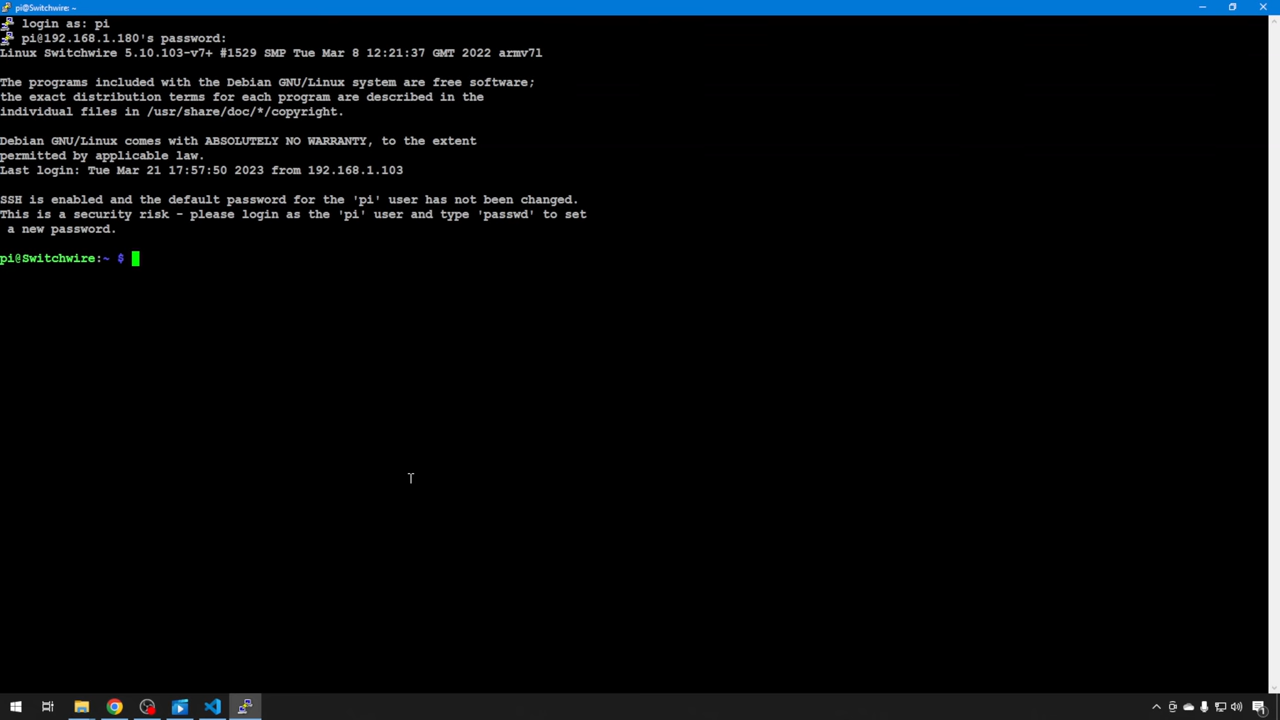 pi@Switchwire: ~
login as: pi
pi@192.168.1.180's password:
Linux Switchwire 5.10.103-v7+ #1529 SMP Tue Mar 8 12:21:37 GMT 2022 armv7l
The programs included with the Debian GNU/Linux system are free software;
the exact distribution terms for each program are described in the
individual files in /usr/share/doc/*/copyright.
Debian GNU/Linux comes with ABSOLUTELY NO WARRANTY, to the extent
permitted by applicable law.
Last login: Tue Mar 21 17:57:50 2023 from 192.168.1.103
SSH is enabled and the default password for the 'pi' user has not been changed.
This is a security risk - please login as the 'pi' user and type 'passwd' to set
 a new password.
pi@Switchwire:~ $
1